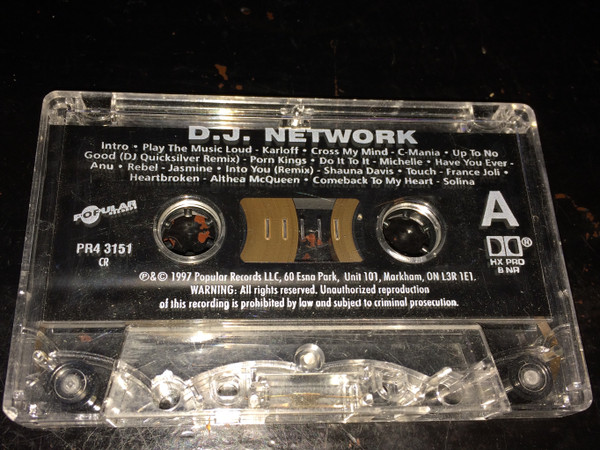 D.J. NETWORK
Intro • Play The Music Loud - Karloff • Cross My Mind - C-Mania • Up To No
Good (DJ Quicksilver Remix) - Porn Kings • Do It To It - Michelle • Have You Ever -
Anu • Rebel - Jasmine • Into You (Remix) - Shauna Davis • Touch - France Joli •
Heartbroken - Althea McQueen • Comeback To My Heart - Solina
POPULAR
RECORDS
PR4 3151
CR
A
HX PRO
B NR
℗&© 1997 Popular Records LLC, 60 Esna Park, Unit 101, Markham, ON L3R 1E1.
WARNING: All rights reserved. Unauthorized reproduction
of this recording is prohibited by law and subject to criminal prosecution.